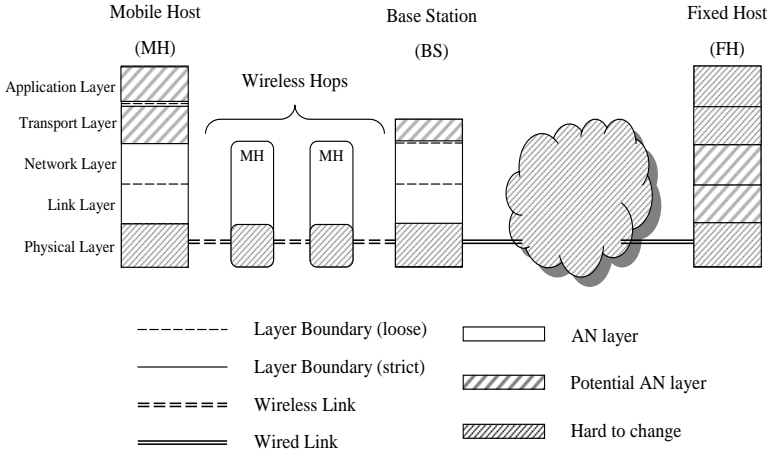 Mobile Host
(MH)
Base Station
(BS)
Fixed Host
(FH)
Wireless Hops
Application Layer
Transport Layer
Network Layer
Link Layer
Physical Layer
MH
MH
Layer Boundary (loose)
Layer Boundary (strict)
Wireless Link
Wired Link
AN layer
Potential AN layer
Hard to change